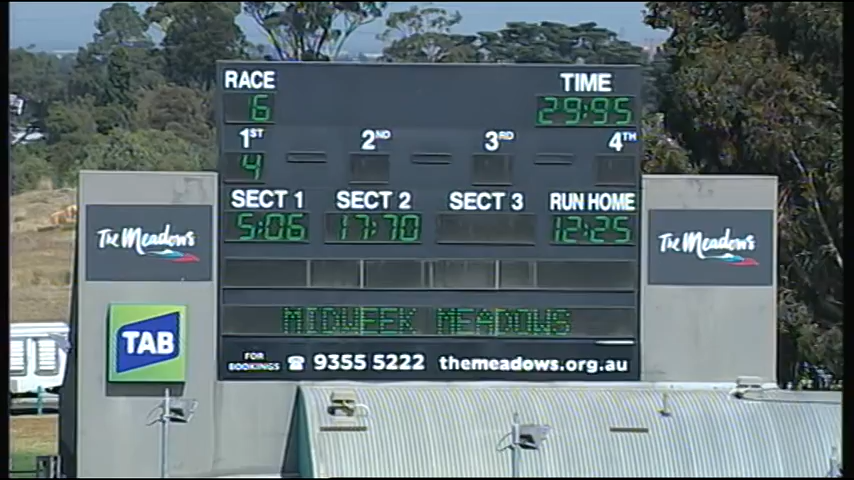 RACE TIME
6 29:95
1ST 2ND 3RD 4TH
4
SECT 1 SECT 2 SECT 3 RUN HOME
5:06 17:70 12:25
The Meadows
The Meadows
MIDWEEK MEADOWS
TAB
FOR BOOKINGS ☎ 9355 5222 themeadows.org.au